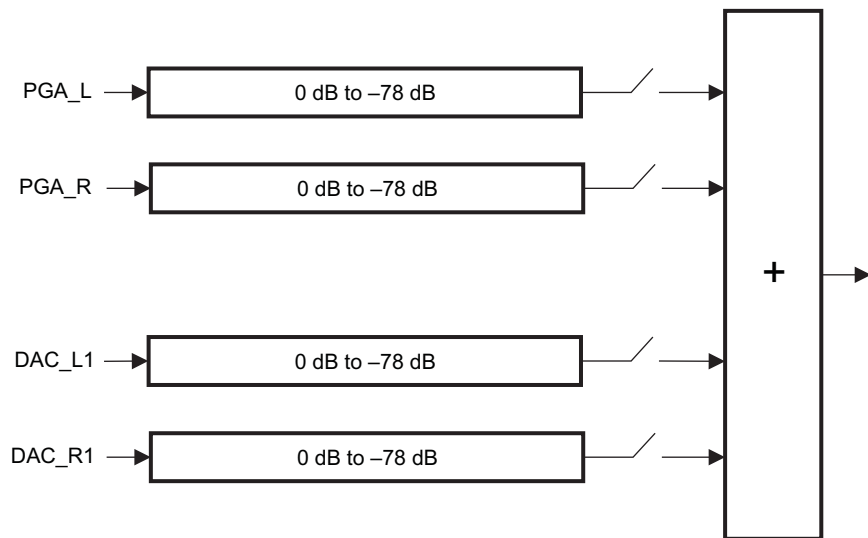 PGA_L
0 dB to –78 dB
PGA_R
0 dB to –78 dB
+
DAC_L1
0 dB to –78 dB
DAC_R1
0 dB to –78 dB